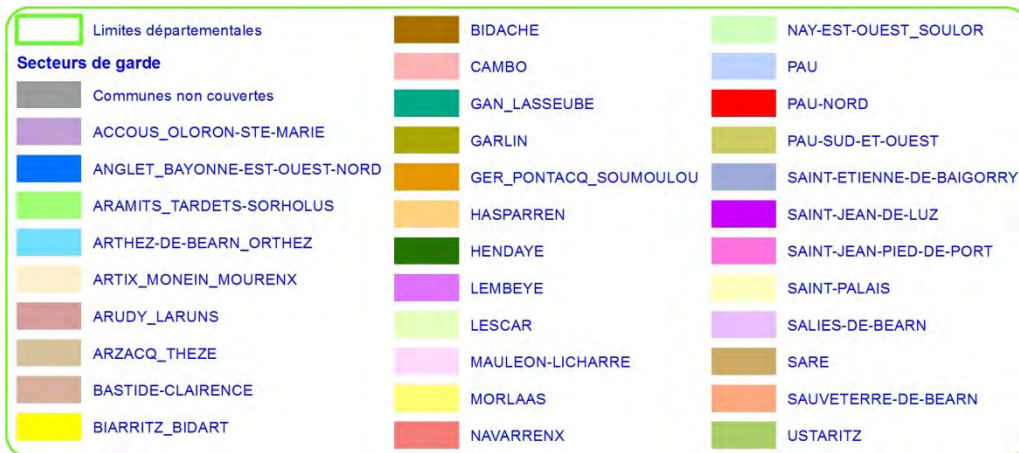 Limites départementales
Secteurs de garde
Communes non couvertes
ACCOUS_OLORON-STE-MARIE
ANGLET_BAYONNE-EST-OUEST-NORD
ARAMITS_TARDETS-SORHOLUS
ARTHEZ-DE-BEARN_ORTHEZ
ARTIX_MONEIN_MOURENX
ARUDY_LARUNS
ARZACQ_THEZE
BASTIDE-CLAIRENCE
BIARRITZ_BIDART
BIDACHE
CAMBO
GAN_LASSEUBE
GARLIN
GER_PONTACQ_SOUMOULOU
HASPARREN
HENDAYE
LEMBEYE
LESCAR
MAULEON-LICHARRE
MORLAAS
NAVARRENX
NAY-EST-OUEST_SOULOR
PAU
PAU-NORD
PAU-SUD-ET-OUEST
SAINT-ETIENNE-DE-BAIGORRY
SAINT-JEAN-DE-LUZ
SAINT-JEAN-PIED-DE-PORT
SAINT-PALAIS
SALIES-DE-BEARN
SARE
SAUVETERRE-DE-BEARN
USTARITZ